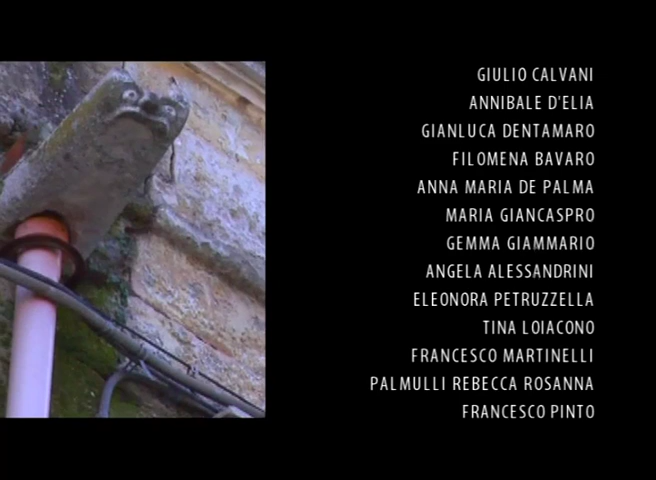 GIULIO CALVANI
ANNIBALE D'ELIA
GIANLUCA DENTAMARO
FILOMENA BAVARO
ANNA MARIA DE PALMA
MARIA GIANCASPRO
GEMMA GIAMMARIO
ANGELA ALESSANDRINI
ELEONORA PETRUZZELLA
TINA LOIACONO
FRANCESCO MARTINELLI
PALMULLI REBECCA ROSANNA
FRANCESCO PINTO